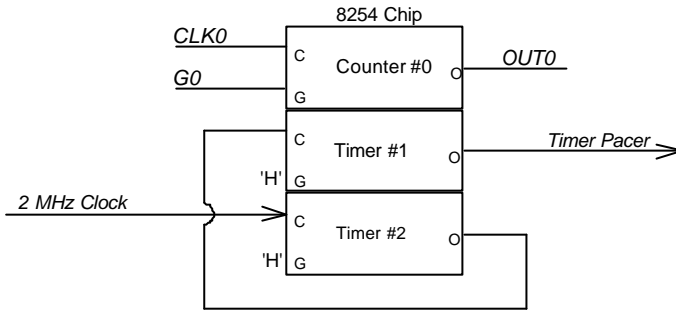 8254 Chip
CLK0
C
Counter #0
O
OUT0
G0
G
C
Timer #1
O
Timer Pacer
'H'
G
2 MHz Clock
C
Timer #2
O
'H'
G